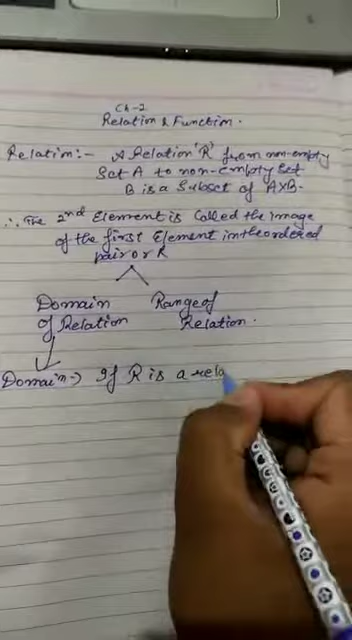 Ch-2
Relation & Function.
Relation:- A Relation 'R' from non-empty
Set A to non-empty Set
B is a Subset of AXB.
∴ The 2nd Element is Called the image
of the first Element in the ordered
pair or R
Domain Range of
of Relation Relation.
Domain → If R is a rela